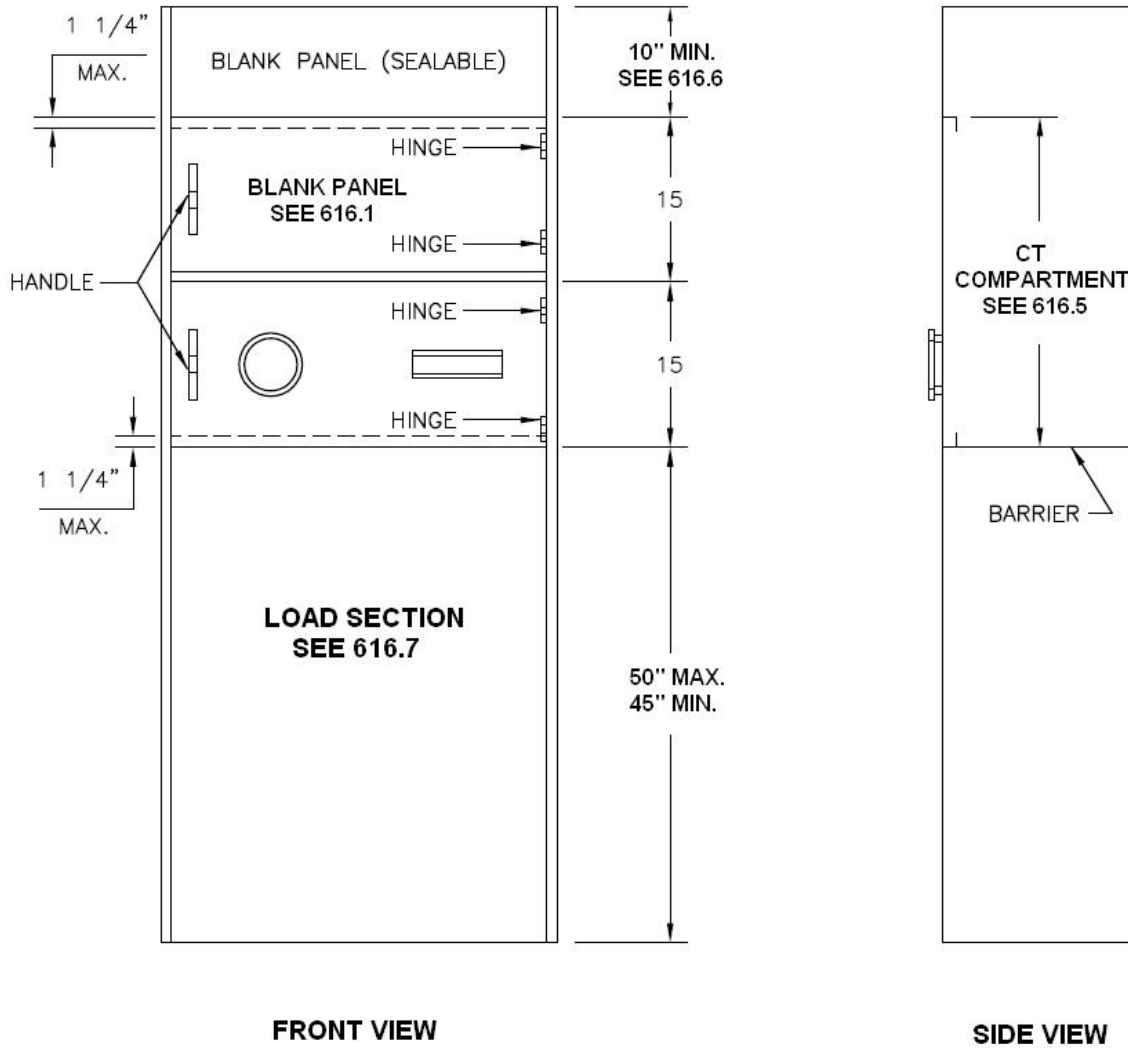 1 1/4”
MAX.
BLANK PANEL (SEALABLE)
10" MIN.
SEE 616.6
HINGE
BLANK PANEL
SEE 616.1
15
HINGE
HANDLE
HINGE
15
HINGE
1 1/4”
MAX.
LOAD SECTION
SEE 616.7
50" MAX.
45" MIN.
FRONT VIEW
CT
COMPARTMENT
SEE 616.5
BARRIER
SIDE VIEW